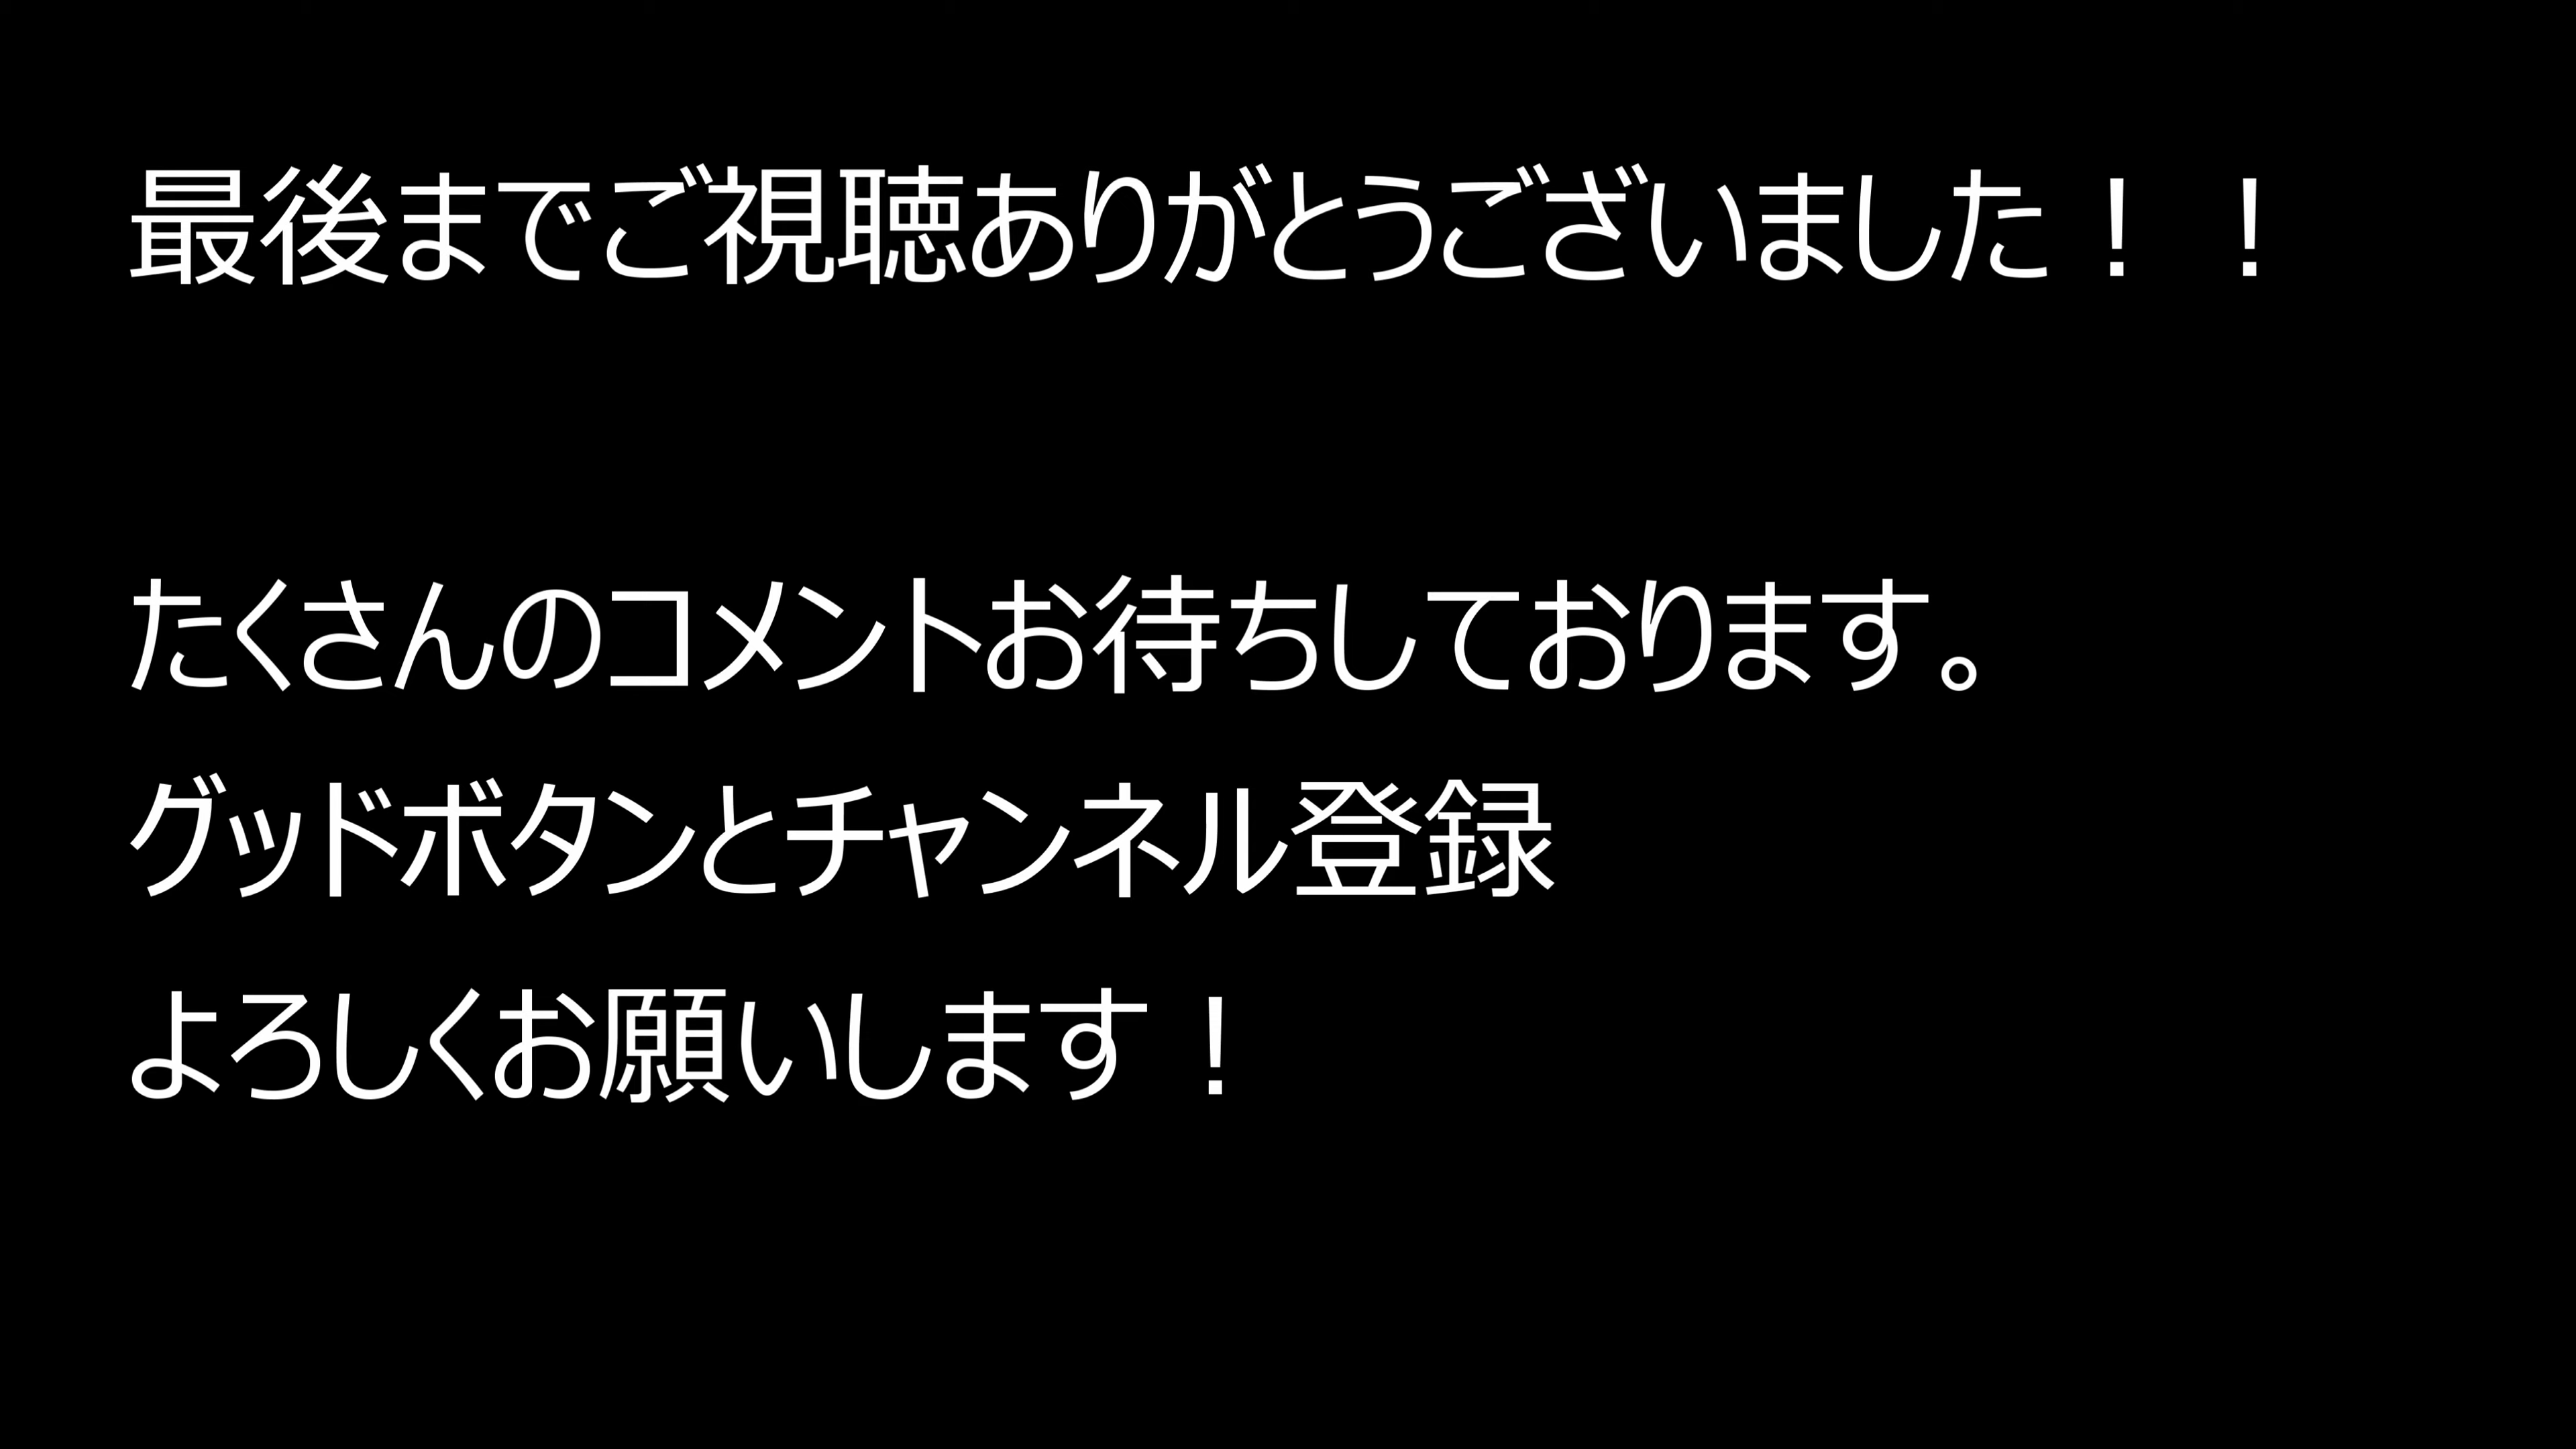 最後までご視聴ありがとうございました！！
たくさんのコメントお待ちしております。
グッドボタンとチャンネル登録
よろしくお願いします！